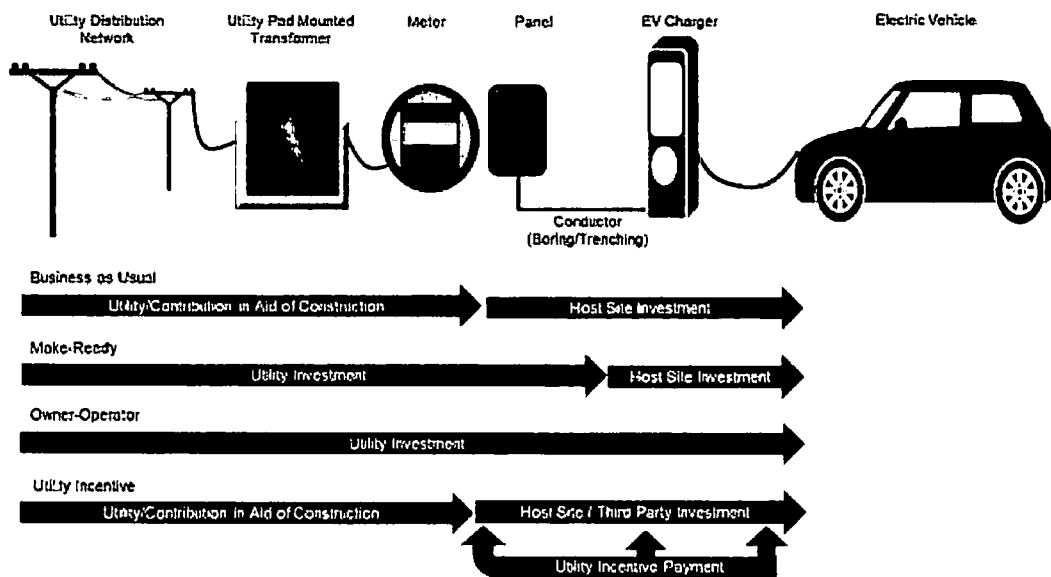 Utility Distribution
Network
Utility Pad Mounted
Transformer
Meter
Panel
EV Charger
Electric Vehicle
Conductor
(Boring/Trenching)
Business as Usual
Utility/Contribution in Aid of Construction
Host Site Investment
Make-Ready
Utility Investment
Host Site Investment
Owner-Operator
Utility Investment
Utility Incentive
Utility/Contribution in Aid of Construction
Host Site / Third Party Investment
Utility Incentive Payment